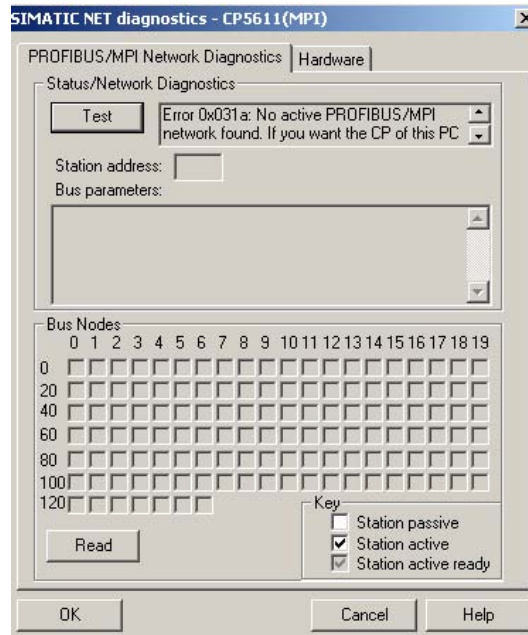 SIMATIC NET diagnostics - CP5611(MPI)
PROFIBUS/MPI Network Diagnostics Hardware
Status/Network Diagnostics
Test
Error 0x031a: No active PROFIBUS/MPI
network found. If you want the CP of this PC
Station address:
Bus parameters:
Bus Nodes
0 1 2 3 4 5 6 7 8 9 10 11 12 13 14 15 16 17 18 19
0
20
40
60
80
100
120
Key
Station passive
Station active
Station active ready
Read
OK Cancel Help